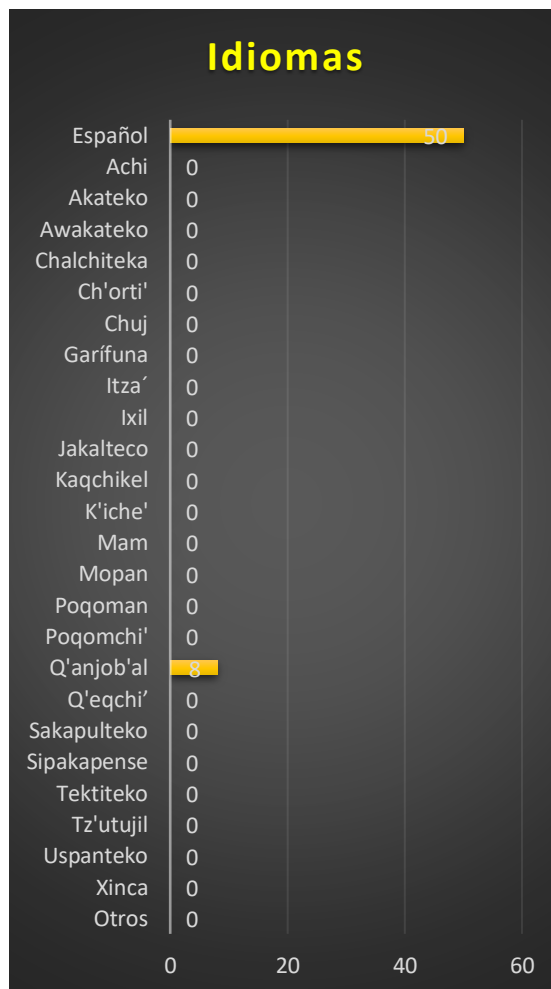 Idiomas
Español 50
Achi 0
Akateko 0
Awakateko 0
Chalchiteka 0
Ch'orti' 0
Chuj 0
Garífuna 0
Itza´ 0
Ixil 0
Jakalteco 0
Kaqchikel 0
K'iche' 0
Mam 0
Mopan 0
Poqoman 0
Poqomchi' 0
Q'anjob'al 8
Q'eqchi’ 0
Sakapulteko 0
Sipakapense 0
Tektiteko 0
Tz'utujil 0
Uspanteko 0
Xinca 0
Otros 0
0 20 40 60